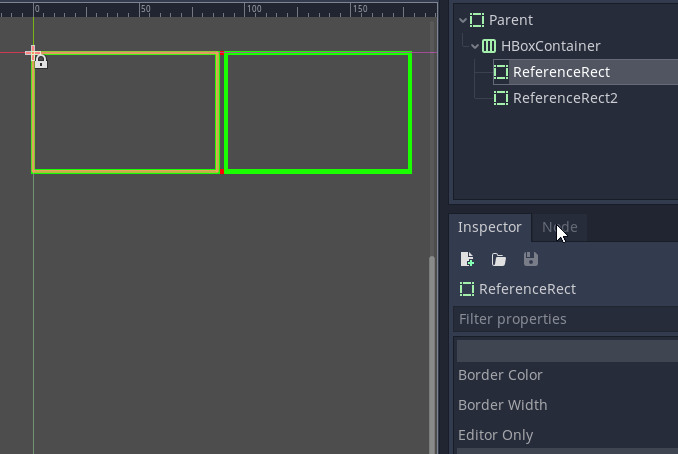 0 50 100 150
Parent
HBoxContainer
ReferenceRect
ReferenceRect2
Inspector Node
ReferenceRect
Filter properties
Border Color
Border Width
Editor Only